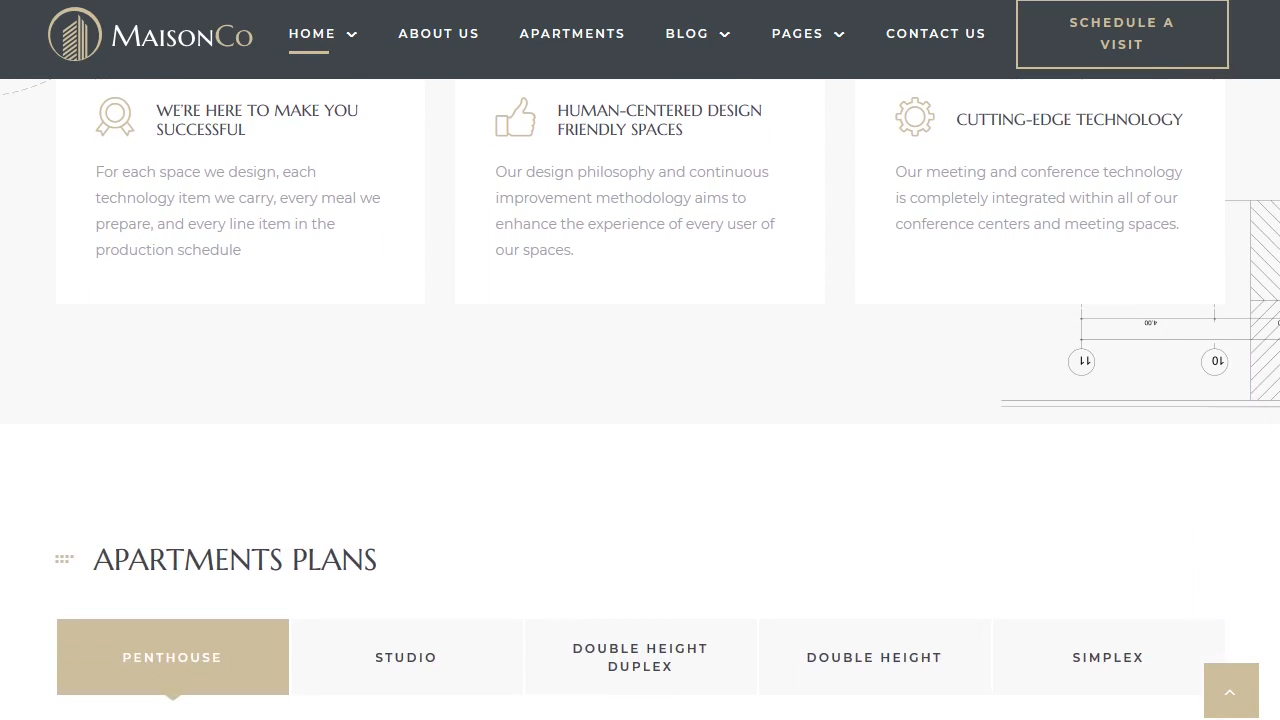 MaisonCo
HOME
ABOUT US
APARTMENTS
BLOG
PAGES
CONTACT US
SCHEDULE A
VISIT
WE'RE HERE TO MAKE YOU
SUCCESSFUL
For each space we design, each
technology item we carry, every meal we
prepare, and every line item in the
production schedule
HUMAN-CENTERED DESIGN
FRIENDLY SPACES
Our design philosophy and continuous
improvement methodology aims to
enhance the experience of every user of
our spaces.
CUTTING-EDGE TECHNOLOGY
Our meeting and conference technology
is completely integrated within all of our
conference centers and meeting spaces.
4.00
11
10
APARTMENTS PLANS
PENTHOUSE
STUDIO
DOUBLE HEIGHT
DUPLEX
DOUBLE HEIGHT
SIMPLEX